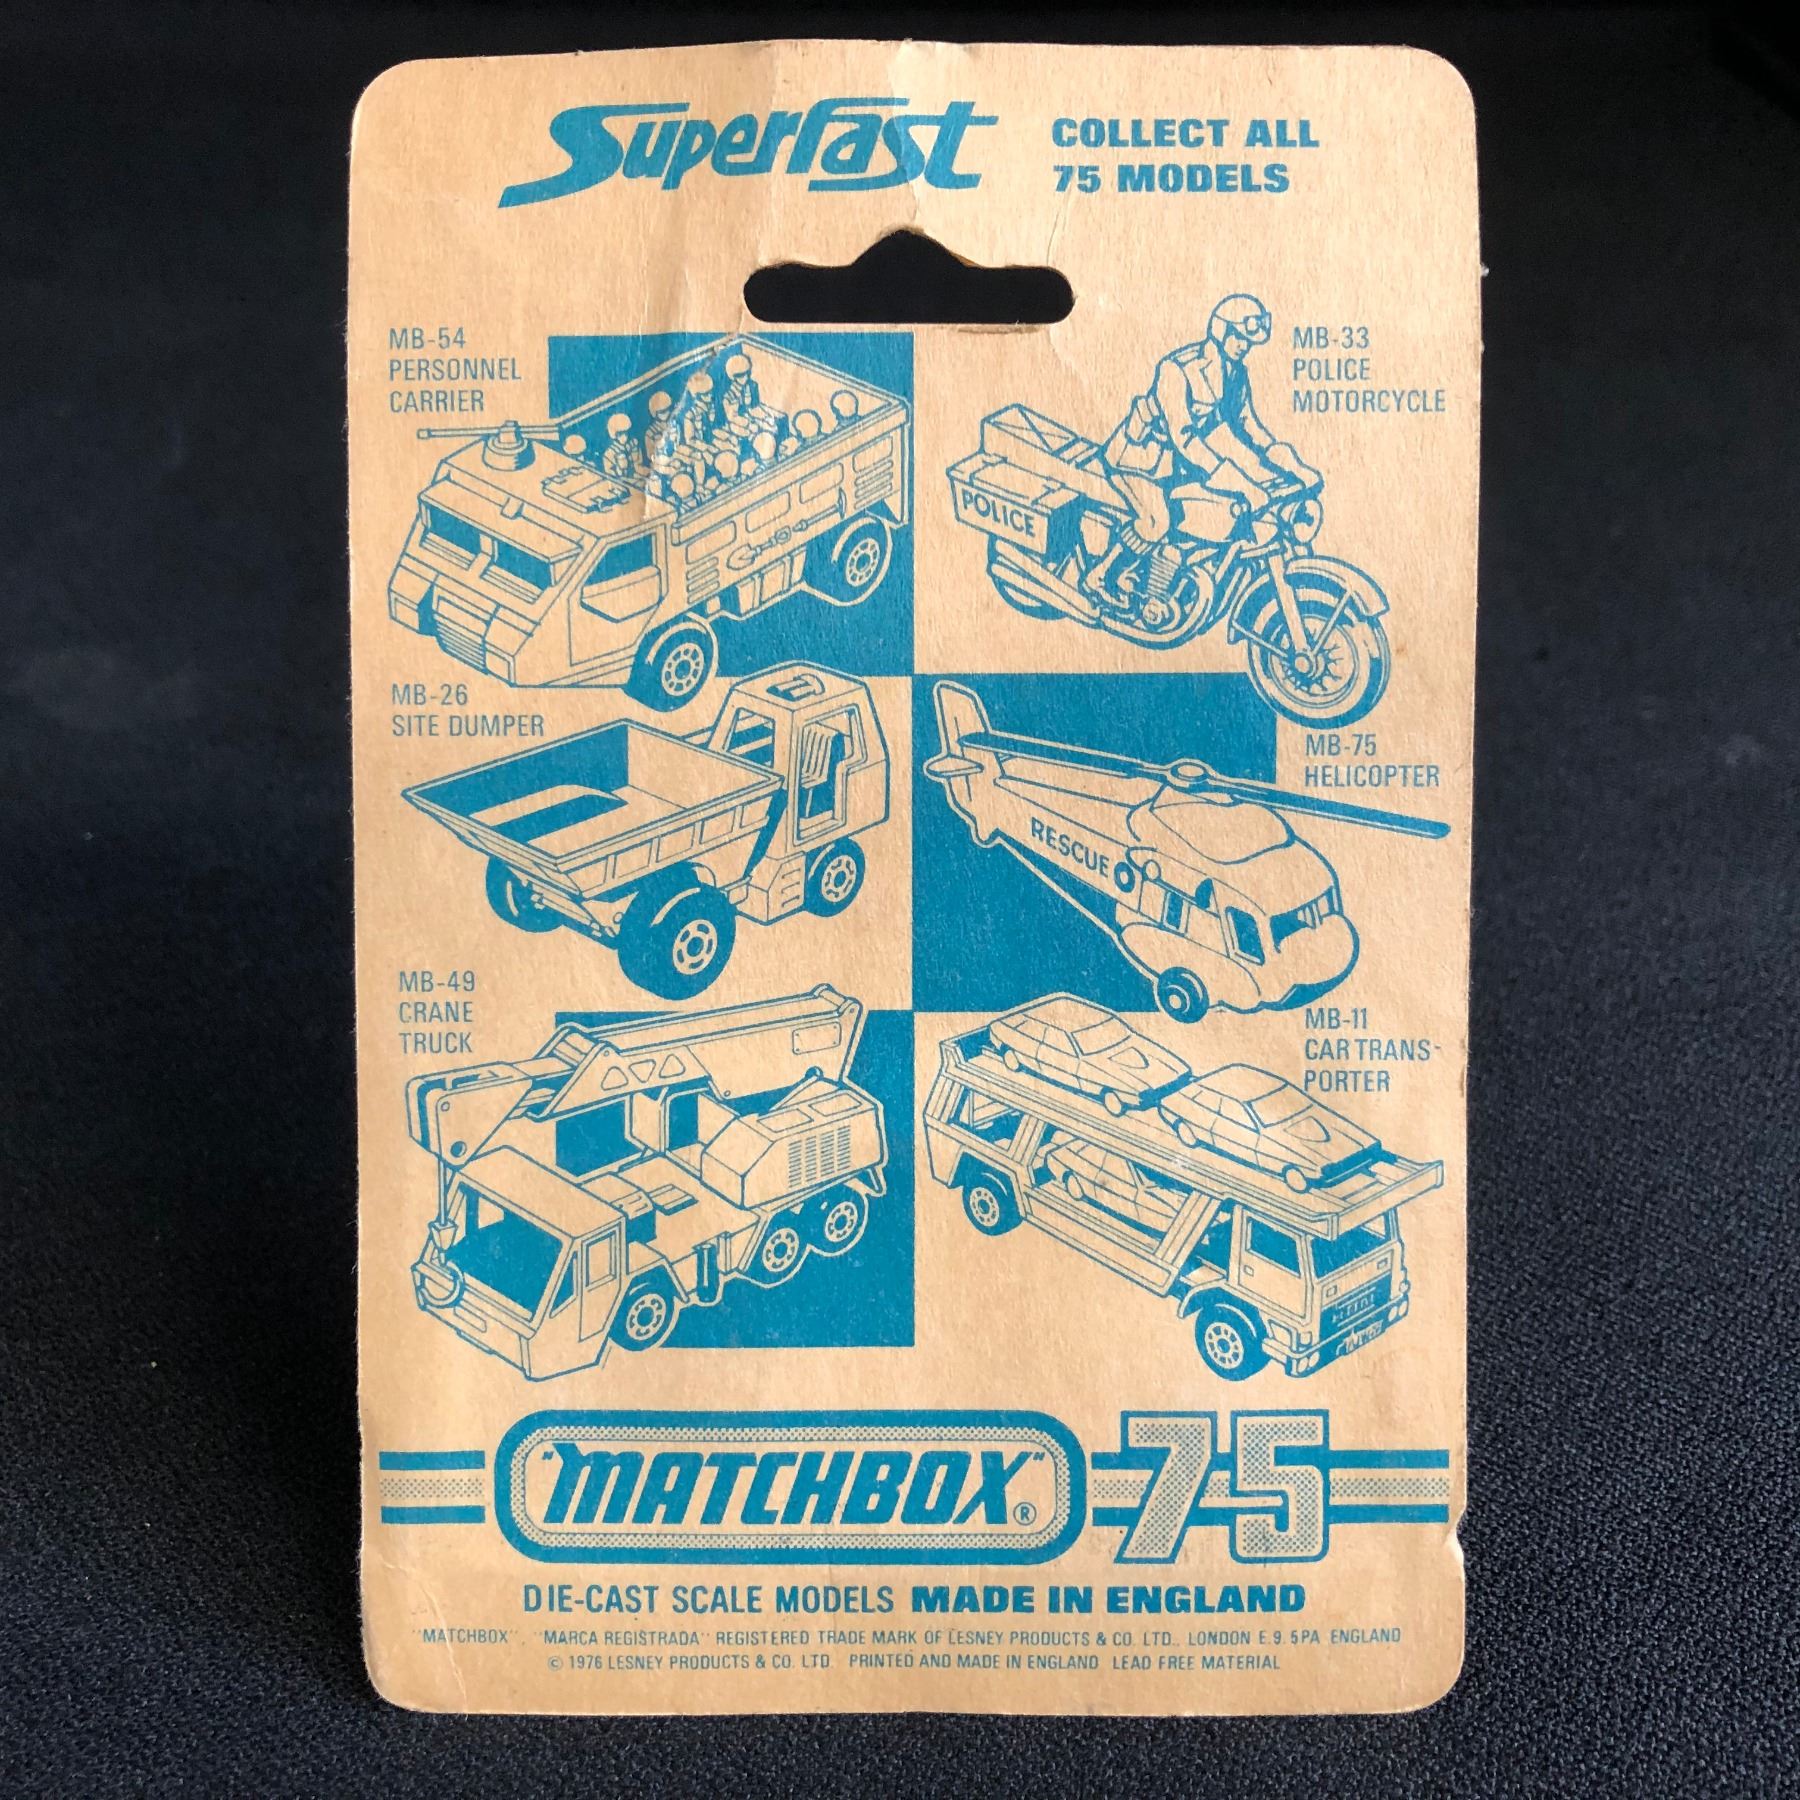 Superfast
COLLECT ALL
75 MODELS
MB-54
PERSONNEL
CARRIER
MB-33
POLICE
MOTORCYCLE
POLICE
MB-26
SITE DUMPER
MB-75
HELICOPTER
RESCUE
MB-49
CRANE
TRUCK
MB-11
CAR TRANS-
PORTER
"MATCHBOX"®
75
DIE-CAST SCALE MODELS MADE IN ENGLAND
"MATCHBOX", "MARCA REGISTRADA" REGISTERED TRADE MARK OF LESNEY PRODUCTS & CO. LTD., LONDON E.9. 5PA ENGLAND
© 1976 LESNEY PRODUCTS & CO. LTD. PRINTED AND MADE IN ENGLAND LEAD FREE MATERIAL